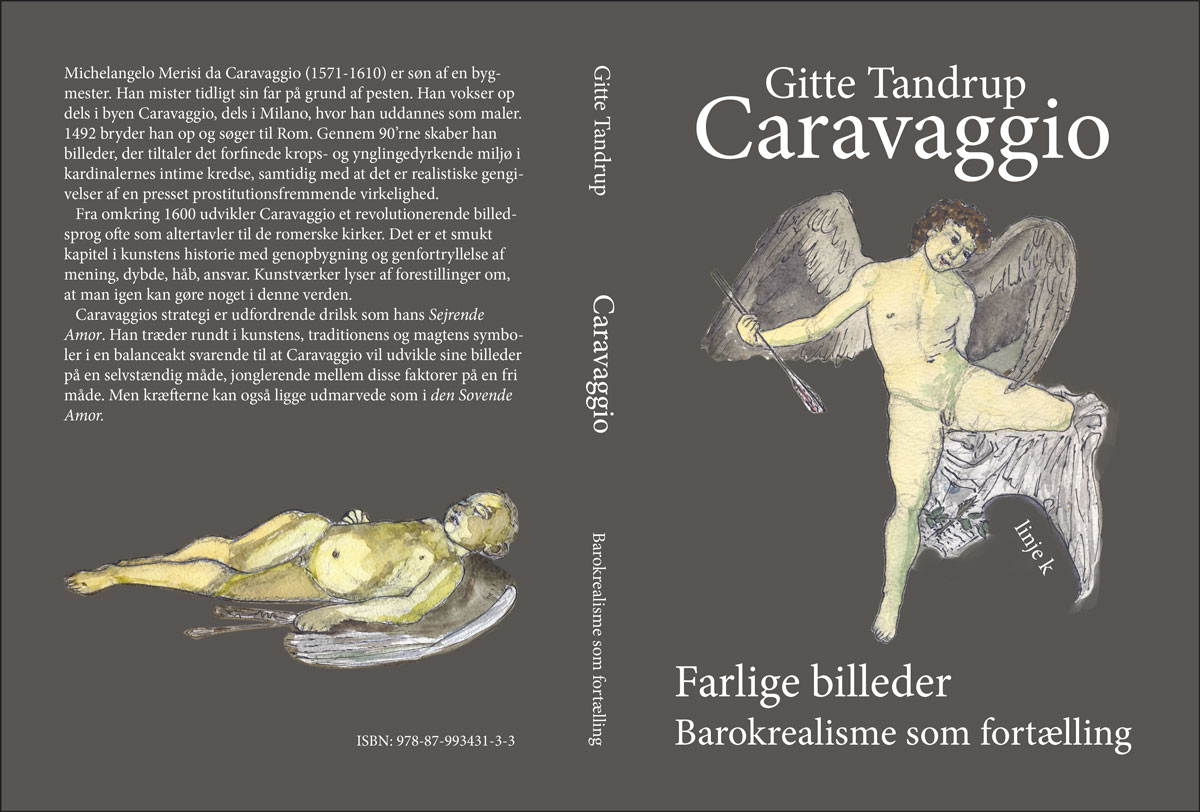 Michelangelo Merisi da Caravaggio (1571-1610) er søn af en byg-
mester. Han mister tidligt sin far på grund af pesten. Han vokser op
dels i byen Caravaggio, dels i Milano, hvor han uddannes som maler.
1492 bryder han op og søger til Rom. Gennem 90’rne skaber han
billeder, der tiltaler det forfinede krops- og ynglingedyrkende miljø i
kardinalernes intime kredse, samtidig med at det er realistiske gengi-
velser af en presset prostitutionsfremmende virkelighed.
Fra omkring 1600 udvikler Caravaggio et revolutionerende billed-
sprog ofte som altertavler til de romerske kirker. Det er et smukt
kapitel i kunstens historie med genopbygning og genfortryllelse af
mening, dybde, håb, ansvar. Kunstværker lyser af forestillinger om,
at man igen kan gøre noget i denne verden.
Caravaggios strategi er udfordrende drilsk som hans Sejrende
Amor. Han træder rundt i kunstens, traditionens og magtens symbo-
ler i en balanceakt svarende til at Caravaggio vil udvikle sine billeder
på en selvstændig måde, jonglerende mellem disse faktorer på en fri
måde. Men kræfterne kan også ligge udmarvede som i den Sovende
Amor.
ISBN: 978-87-993431-3-3
Gitte Tandrup
Caravaggio
Barokrealisme som fortælling
Gitte Tandrup
Caravaggio
linje k
Farlige billeder
Barokrealisme som fortælling